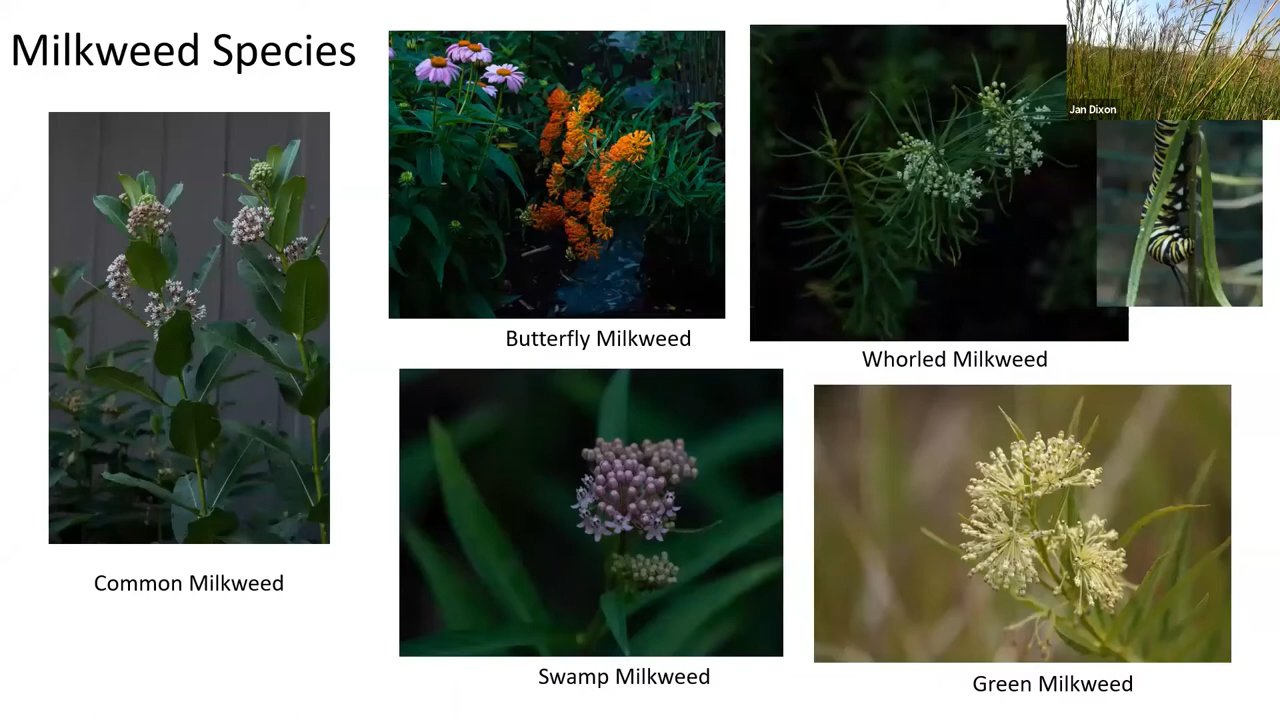 Milkweed Species
Jan Dixon
Butterfly Milkweed
Whorled Milkweed
Common Milkweed
Swamp Milkweed
Green Milkweed